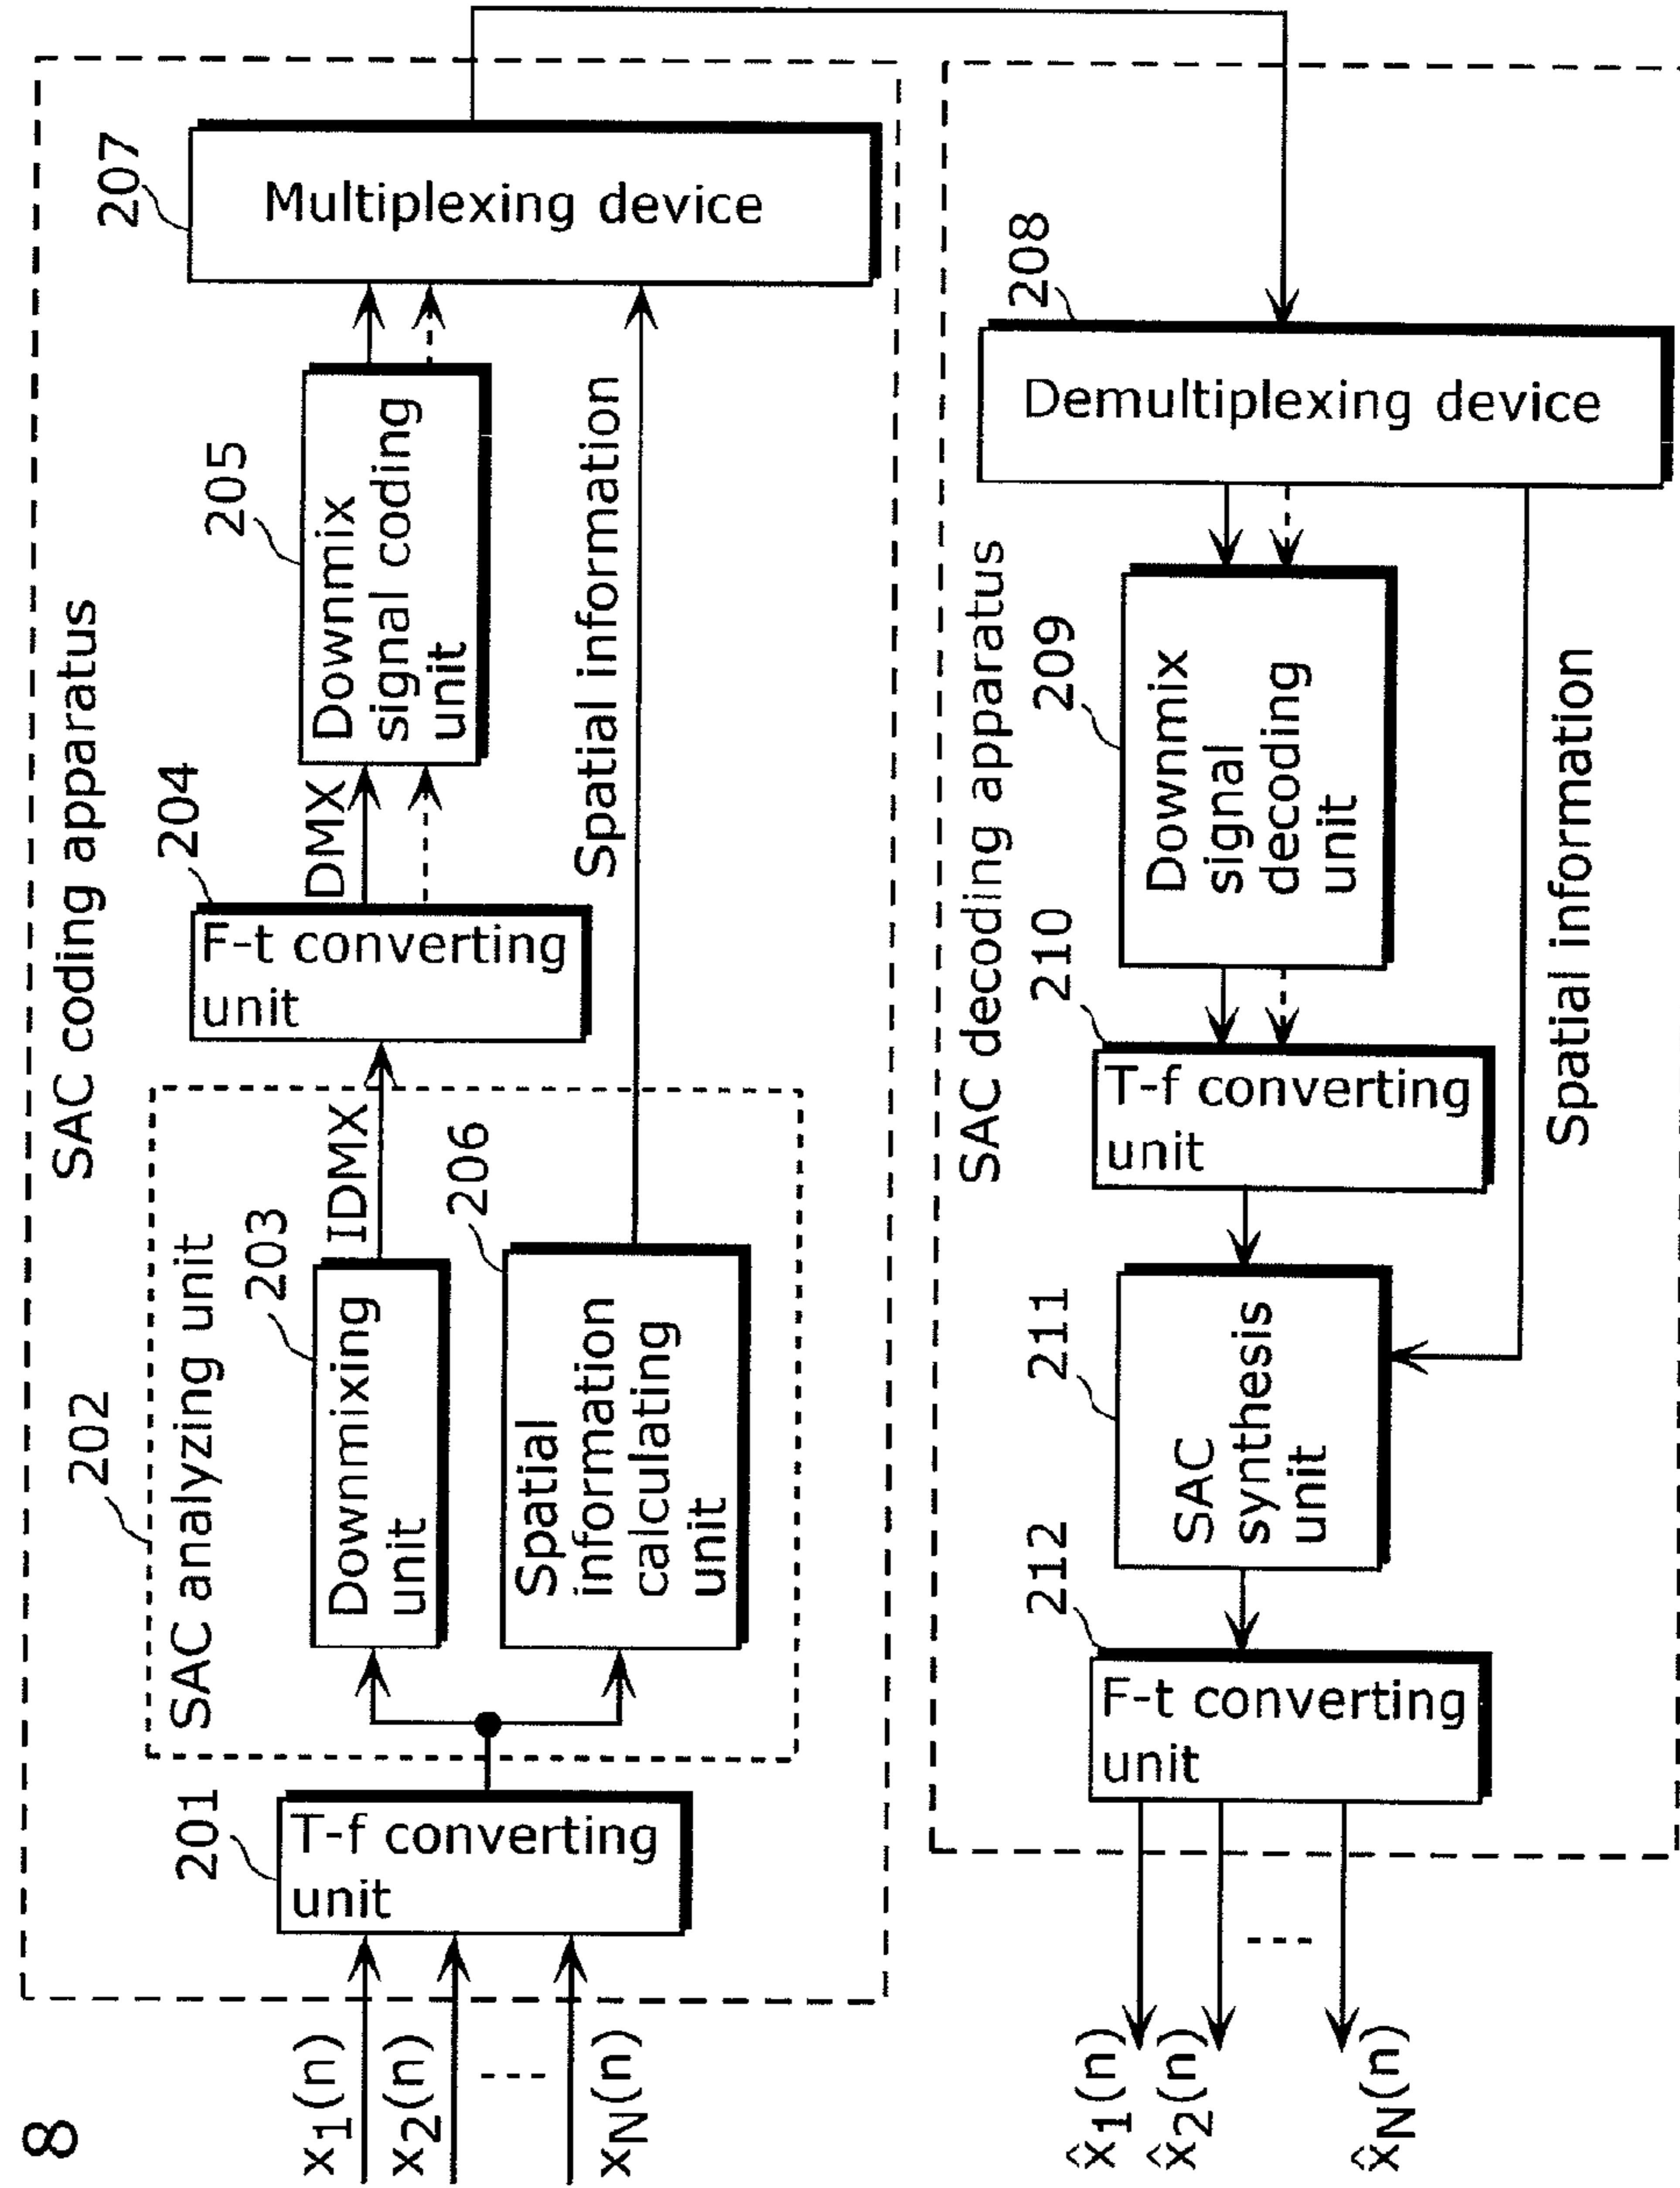 8
SAC coding apparatus
202
SAC analyzing unit
201
T-f converting
unit
x1(n)
x2(n)
xN(n)
203
Downmixing
unit
IDMX
206
Spatial
information
calculating
unit
204
F-t converting
unit
DMX
205
Downmix
signal coding
unit
Spatial information
207
Multiplexing device
SAC decoding apparatus
212
F-t converting
unit
x̂1(n)
x̂2(n)
x̂N(n)
211
SAC
synthesis
unit
210
T-f converting
unit
209
Downmix
signal
decoding
unit
208
Demultiplexing device
Spatial information